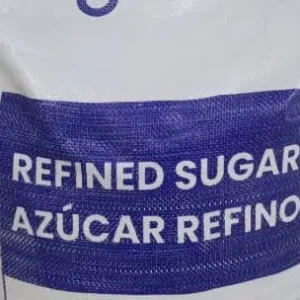 REFINED SUGAR
AZÚCAR REFINO